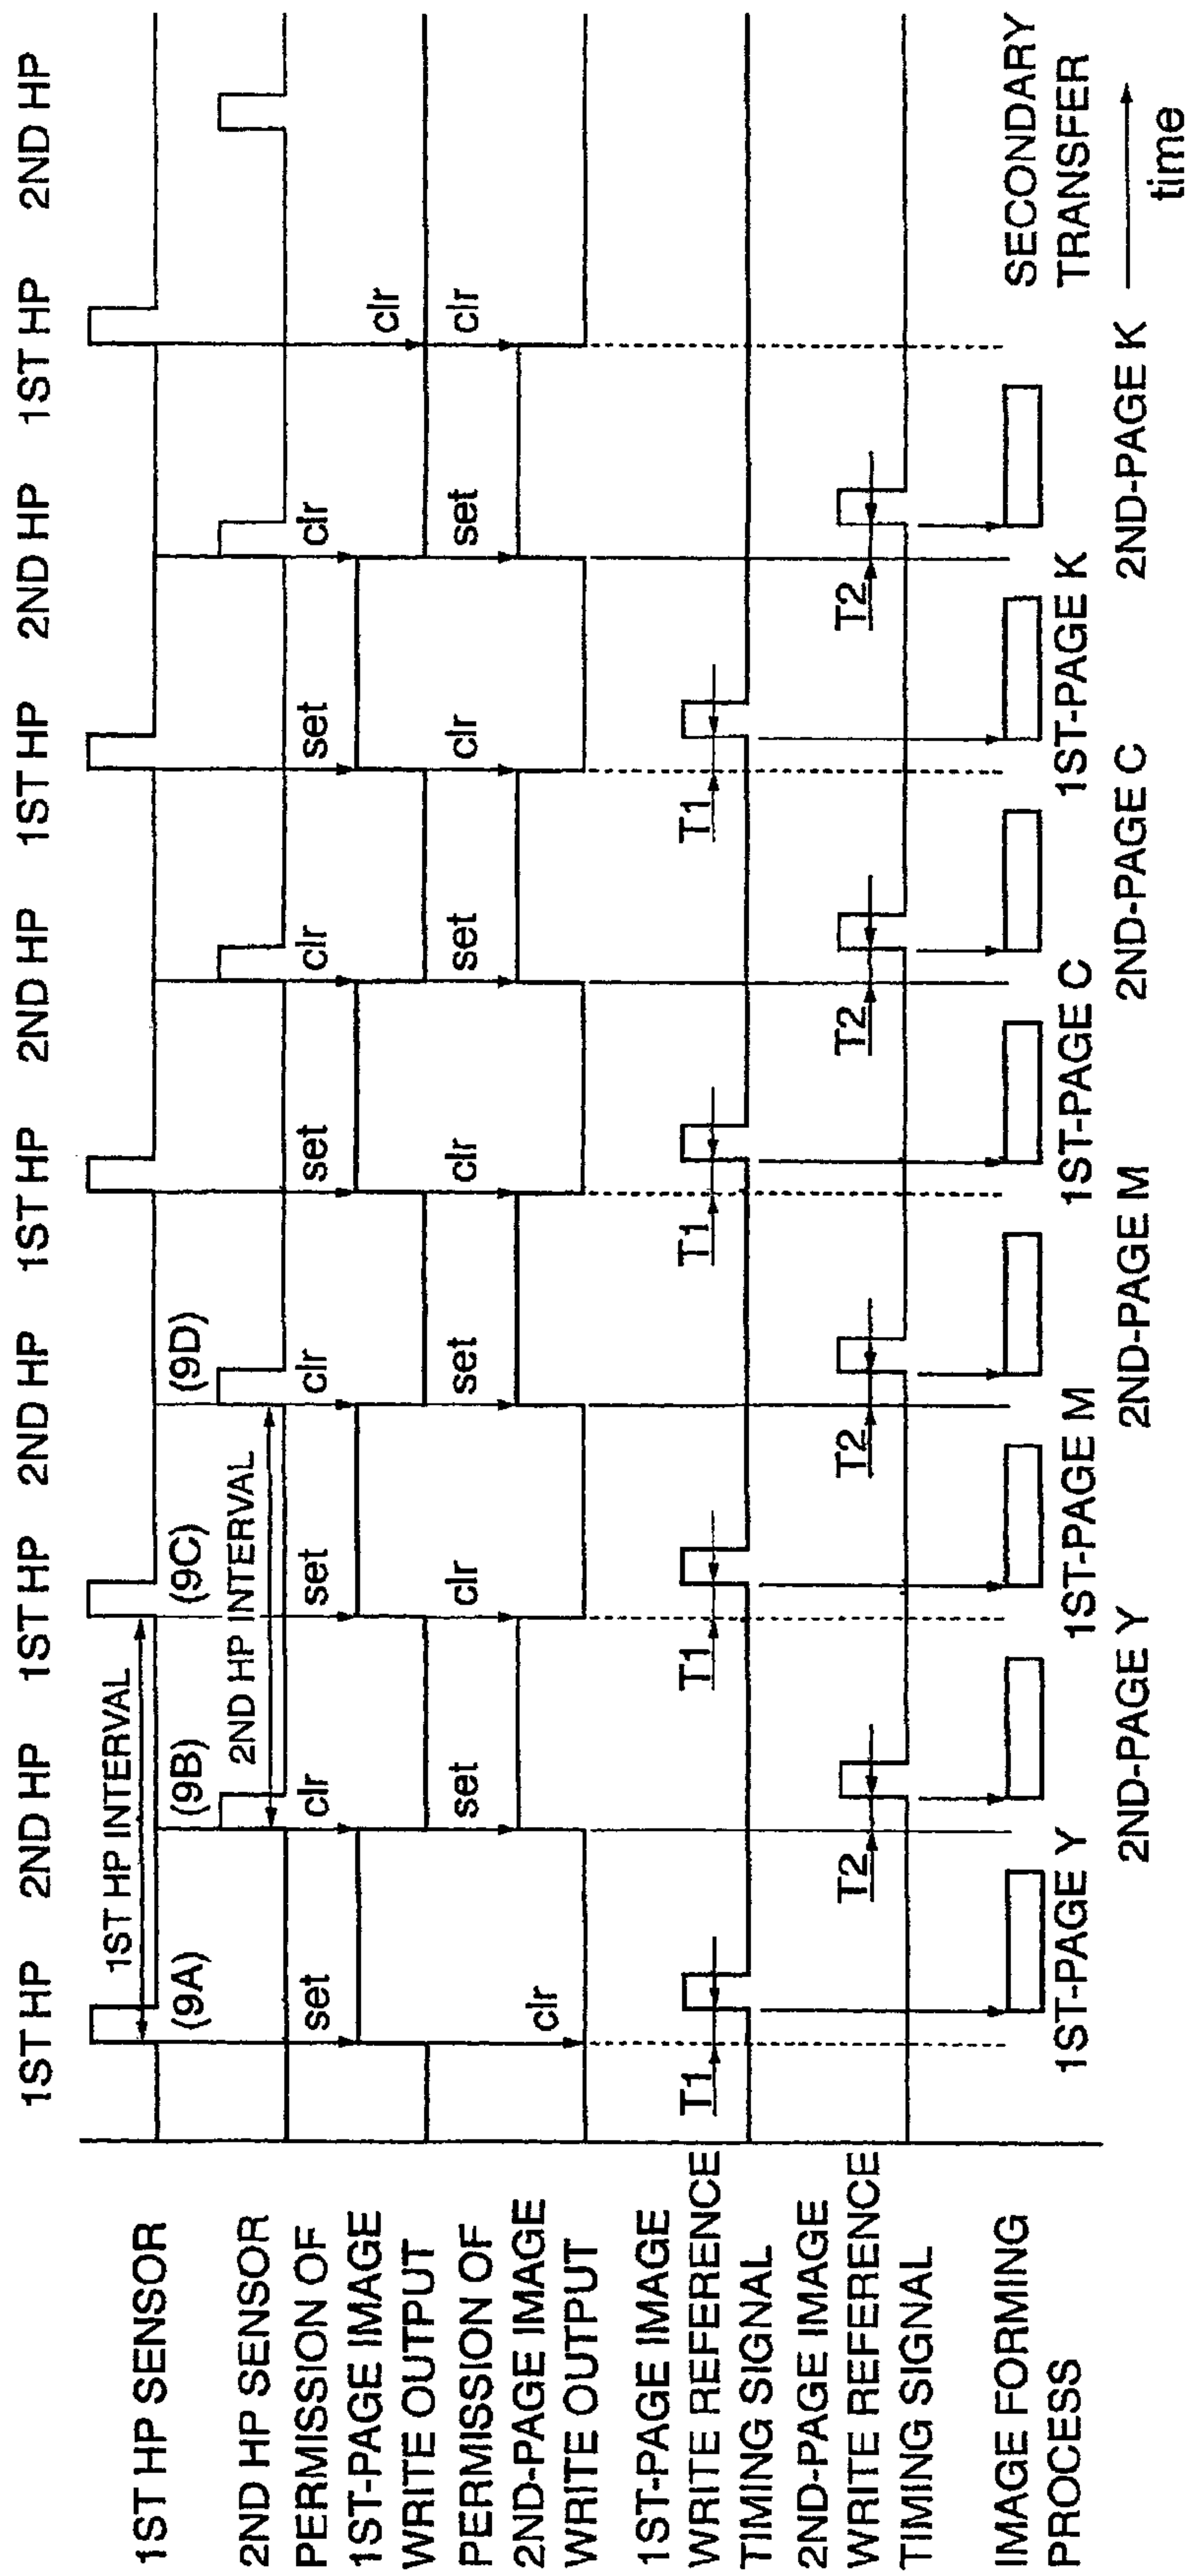 1ST HP 2ND HP 1ST HP 2ND HP 1ST HP 2ND HP 1ST HP 2ND HP 1ST HP 2ND HP
1ST HP SENSOR
1ST HP INTERVAL
(9A) (9B) (9C) (9D)
2ND HP SENSOR
2ND HP INTERVAL
PERMISSION OF
1ST-PAGE IMAGE
WRITE OUTPUT
set clr set clr set clr set clr clr
PERMISSION OF
2ND-PAGE IMAGE
WRITE OUTPUT
clr set clr set clr set clr set clr
1ST-PAGE IMAGE
WRITE REFERENCE
TIMING SIGNAL
T1 T1 T1 T1
2ND-PAGE IMAGE
WRITE REFERENCE
TIMING SIGNAL
T2 T2 T2 T2
IMAGE FORMING
PROCESS
SECONDARY
TRANSFER
1ST-PAGE Y 1ST-PAGE M 1ST-PAGE C 1ST-PAGE K
2ND-PAGE Y 2ND-PAGE M 2ND-PAGE C 2ND-PAGE K
time